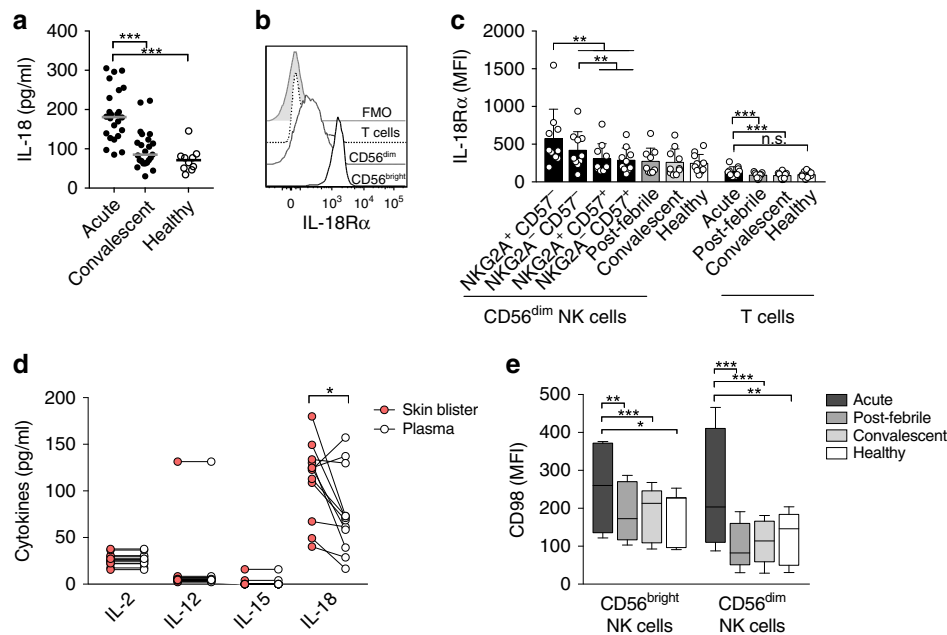 a
IL-18 (pg/ml)
400
300
200
100
0
***
***
Acute
Convalescent
Healthy
b
FMO
T cells
CD56dim
CD56bright
0 10³ 10⁴ 10⁵
IL-18Rα
c
IL-18Rα (MFI)
2000
1500
1000
500
0
**
**
***
***
n.s.
NKG2A⁺ CD57⁻
NKG2A⁻ CD57⁻
NKG2A⁺ CD57⁺
NKG2A⁻ CD57⁺
Post-febrile
Convalescent
Healthy
Acute
Post-febrile
Convalescent
Healthy
CD56dim NK cells
T cells
d
Cytokines (pg/ml)
200
150
100
50
0
*
Skin blister
Plasma
IL-2
IL-12
IL-15
IL-18
e
CD98 (MFI)
500
400
300
200
100
0
**
***
*
***
***
**
Acute
Post-febrile
Convalescent
Healthy
CD56bright
NK cells
CD56dim
NK cells